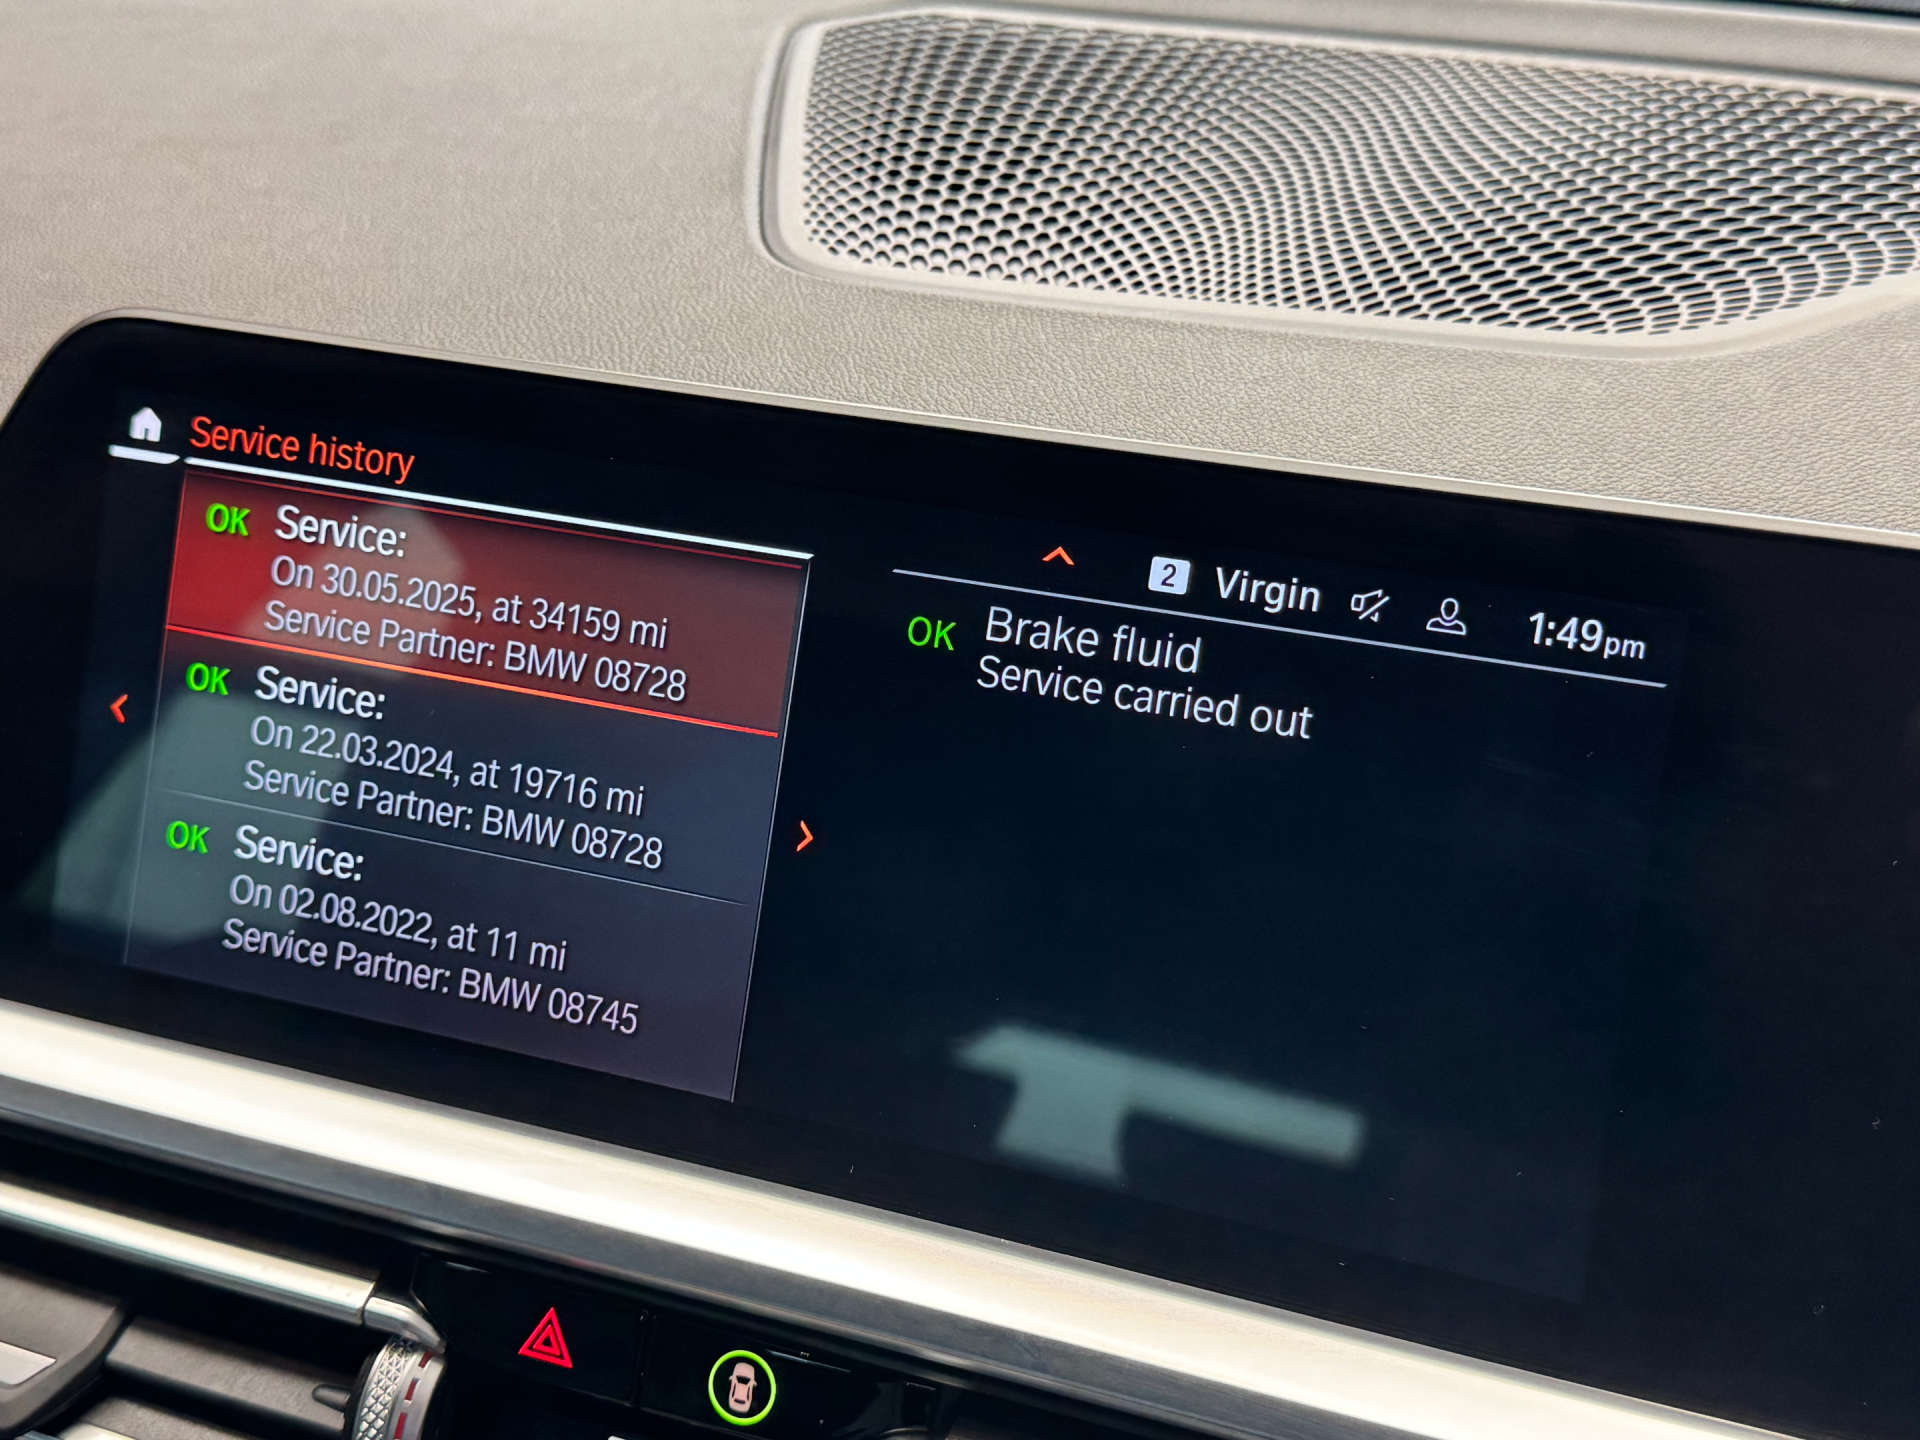 Service history
OK Service:
On 30.05.2025, at 34159 mi
Service Partner: BMW 08728
OK Service:
On 22.03.2024, at 19716 mi
Service Partner: BMW 08728
OK Service:
On 02.08.2022, at 11 mi
Service Partner: BMW 08745
2 Virgin 1:49pm
OK Brake fluid
Service carried out